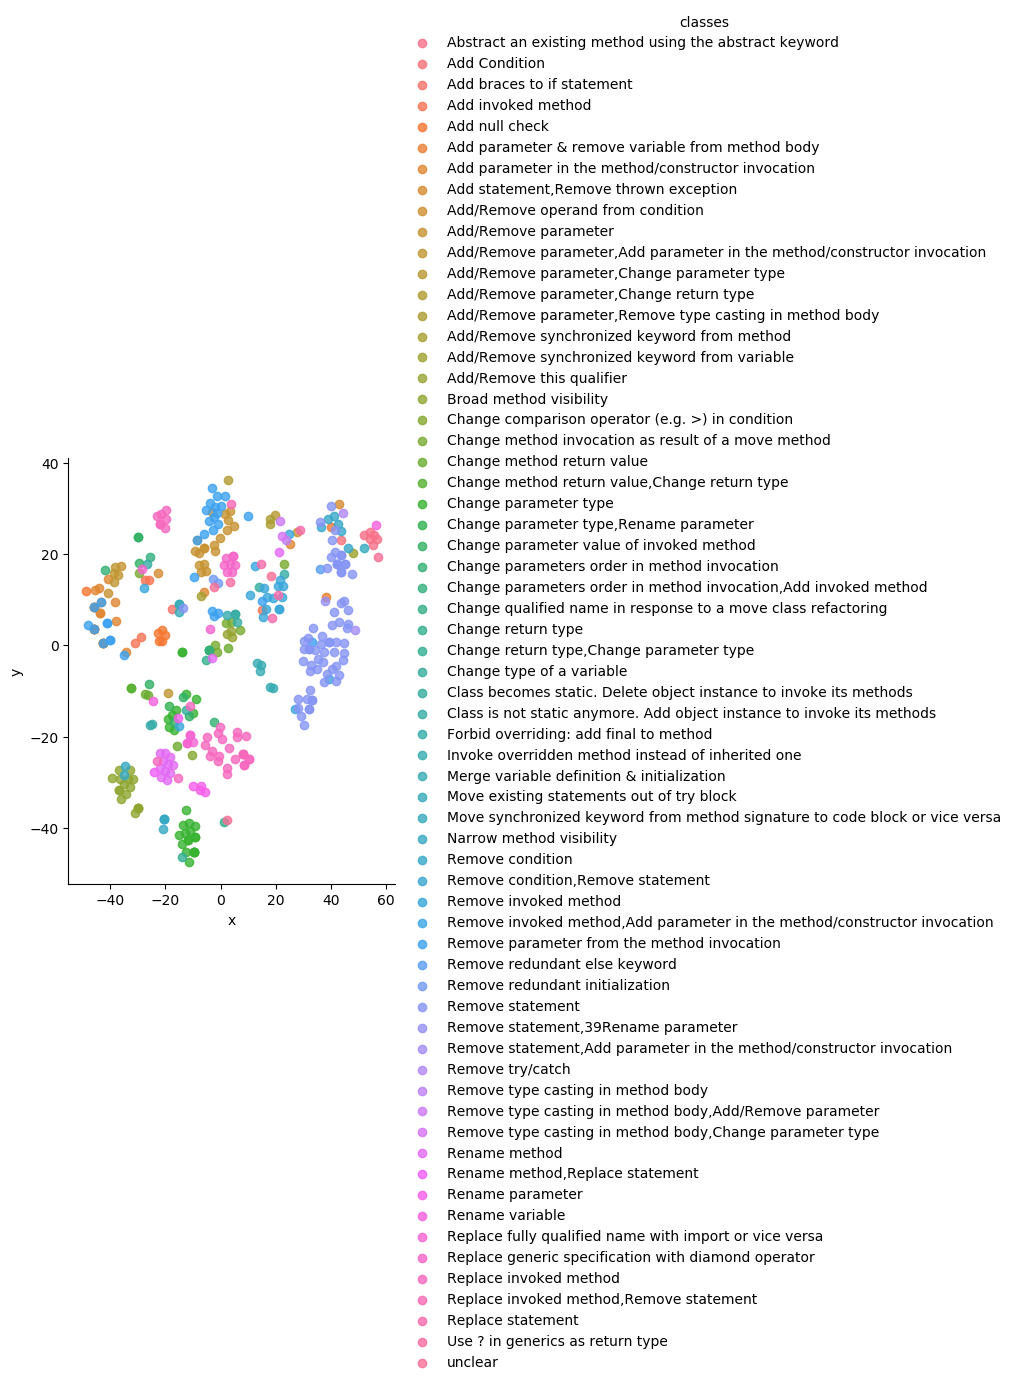 classes
Abstract an existing method using the abstract keyword
Add Condition
Add braces to if statement
Add invoked method
Add null check
Add parameter & remove variable from method body
Add parameter in the method/constructor invocation
Add statement,Remove thrown exception
Add/Remove operand from condition
Add/Remove parameter
Add/Remove parameter,Add parameter in the method/constructor invocation
Add/Remove parameter,Change parameter type
Add/Remove parameter,Change return type
Add/Remove parameter,Remove type casting in method body
Add/Remove synchronized keyword from method
Add/Remove synchronized keyword from variable
Add/Remove this qualifier
Broad method visibility
Change comparison operator (e.g. >) in condition
Change method invocation as result of a move method
Change method return value
Change method return value,Change return type
Change parameter type
Change parameter type,Rename parameter
Change parameter value of invoked method
Change parameters order in method invocation
Change parameters order in method invocation,Add invoked method
Change qualified name in response to a move class refactoring
Change return type
Change return type,Change parameter type
Change type of a variable
Class becomes static. Delete object instance to invoke its methods
Class is not static anymore. Add object instance to invoke its methods
Forbid overriding: add final to method
Invoke overridden method instead of inherited one
Merge variable definition & initialization
Move existing statements out of try block
Move synchronized keyword from method signature to code block or vice versa
Narrow method visibility
Remove condition
Remove condition,Remove statement
Remove invoked method
Remove invoked method,Add parameter in the method/constructor invocation
Remove parameter from the method invocation
Remove redundant else keyword
Remove redundant initialization
Remove statement
Remove statement,39Rename parameter
Remove statement,Add parameter in the method/constructor invocation
Remove try/catch
Remove type casting in method body
Remove type casting in method body,Add/Remove parameter
Remove type casting in method body,Change parameter type
Rename method
Rename method,Replace statement
Rename parameter
Rename variable
Replace fully qualified name with import or vice versa
Replace generic specification with diamond operator
Replace invoked method
Replace invoked method,Remove statement
Replace statement
Use ? in generics as return type
unclear
40
20
0
−20
−40
y
−40 −20 0 20 40 60
x